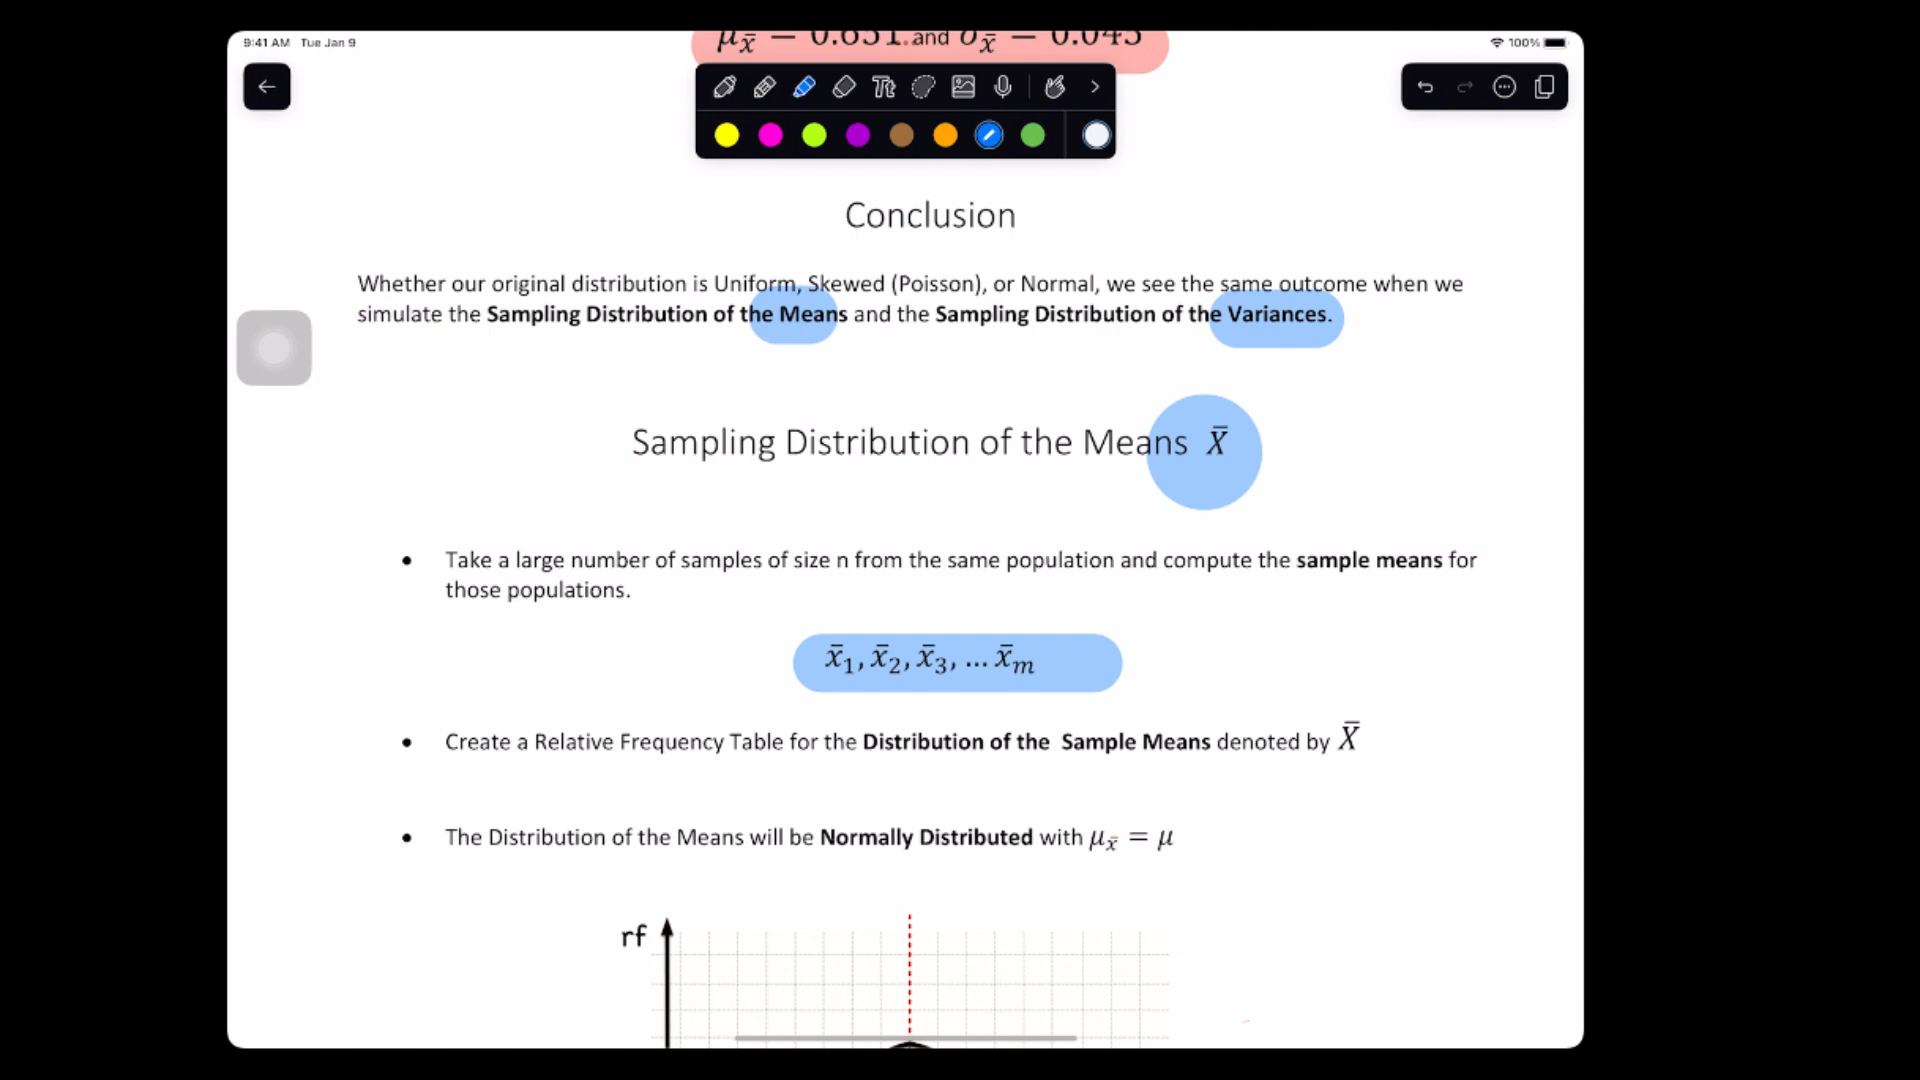 9:41 AM Tue Jan 9
100%
and
Tt
Conclusion
Whether our original distribution is Uniform, Skewed (Poisson), or Normal, we see the same outcome when we
simulate the Sampling Distribution of the Means and the Sampling Distribution of the Variances.
Sampling Distribution of the Means X̄
• Take a large number of samples of size n from the same population and compute the sample means for
those populations.
x̄₁, x̄₂, x̄₃, ... x̄ₘ
• Create a Relative Frequency Table for the Distribution of the Sample Means denoted by X̄
• The Distribution of the Means will be Normally Distributed with μ_x̄ = μ
rf